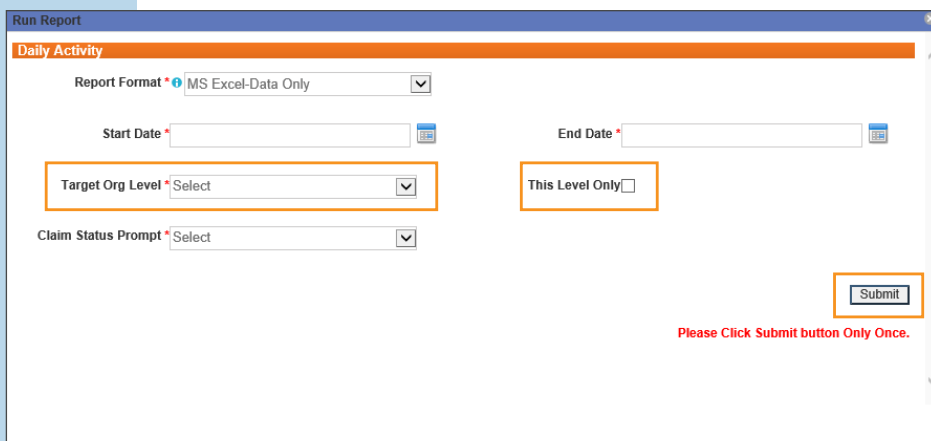 Run Report
Daily Activity
Report Format * MS Excel-Data Only
Start Date * End Date *
Target Org Level * Select This Level Only
Claim Status Prompt * Select
Submit
Please Click Submit button Only Once.